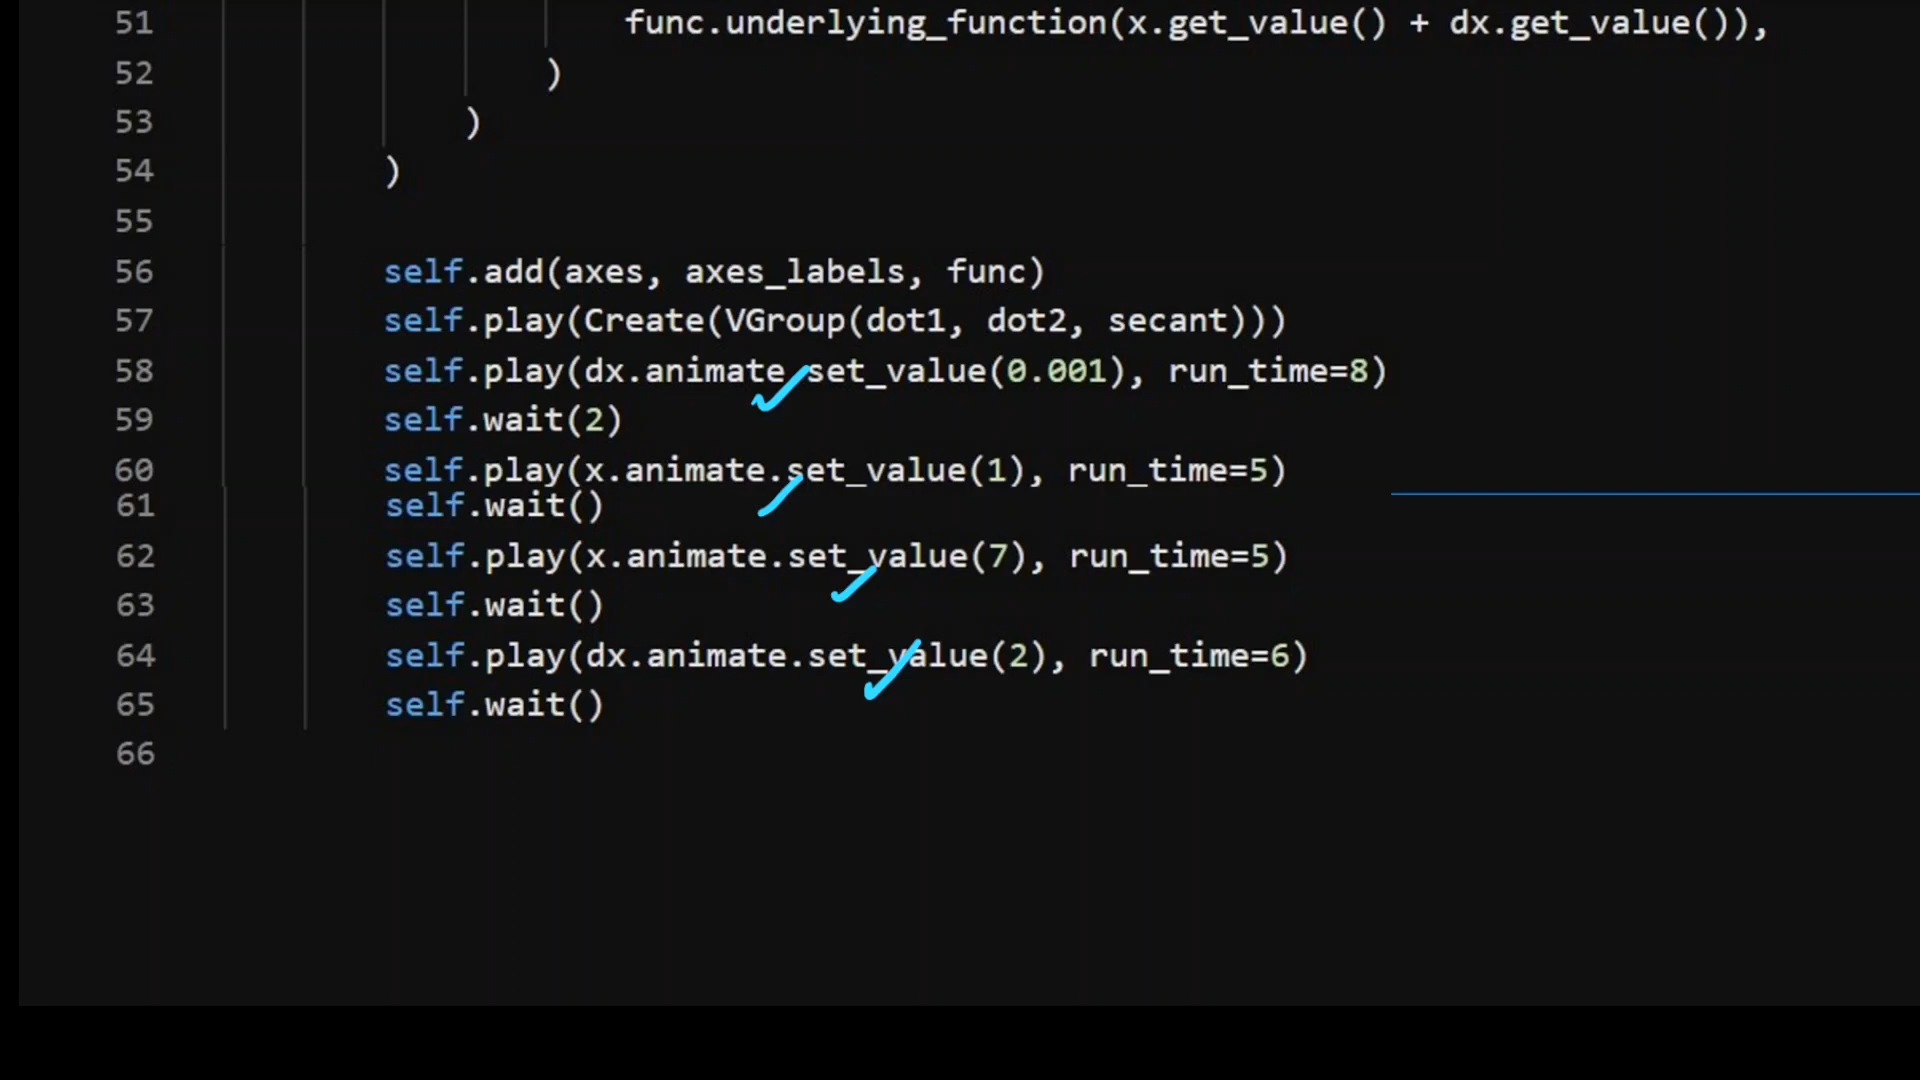 51 func.underlying_function(x.get_value() + dx.get_value()),
52 )
53 )
54 )
55
56 self.add(axes, axes_labels, func)
57 self.play(Create(VGroup(dot1, dot2, secant)))
58 self.play(dx.animate.set_value(0.001), run_time=8)
59 self.wait(2)
60 self.play(x.animate.set_value(1), run_time=5)
61 self.wait()
62 self.play(x.animate.set_value(7), run_time=5)
63 self.wait()
64 self.play(dx.animate.set_value(2), run_time=6)
65 self.wait()
66